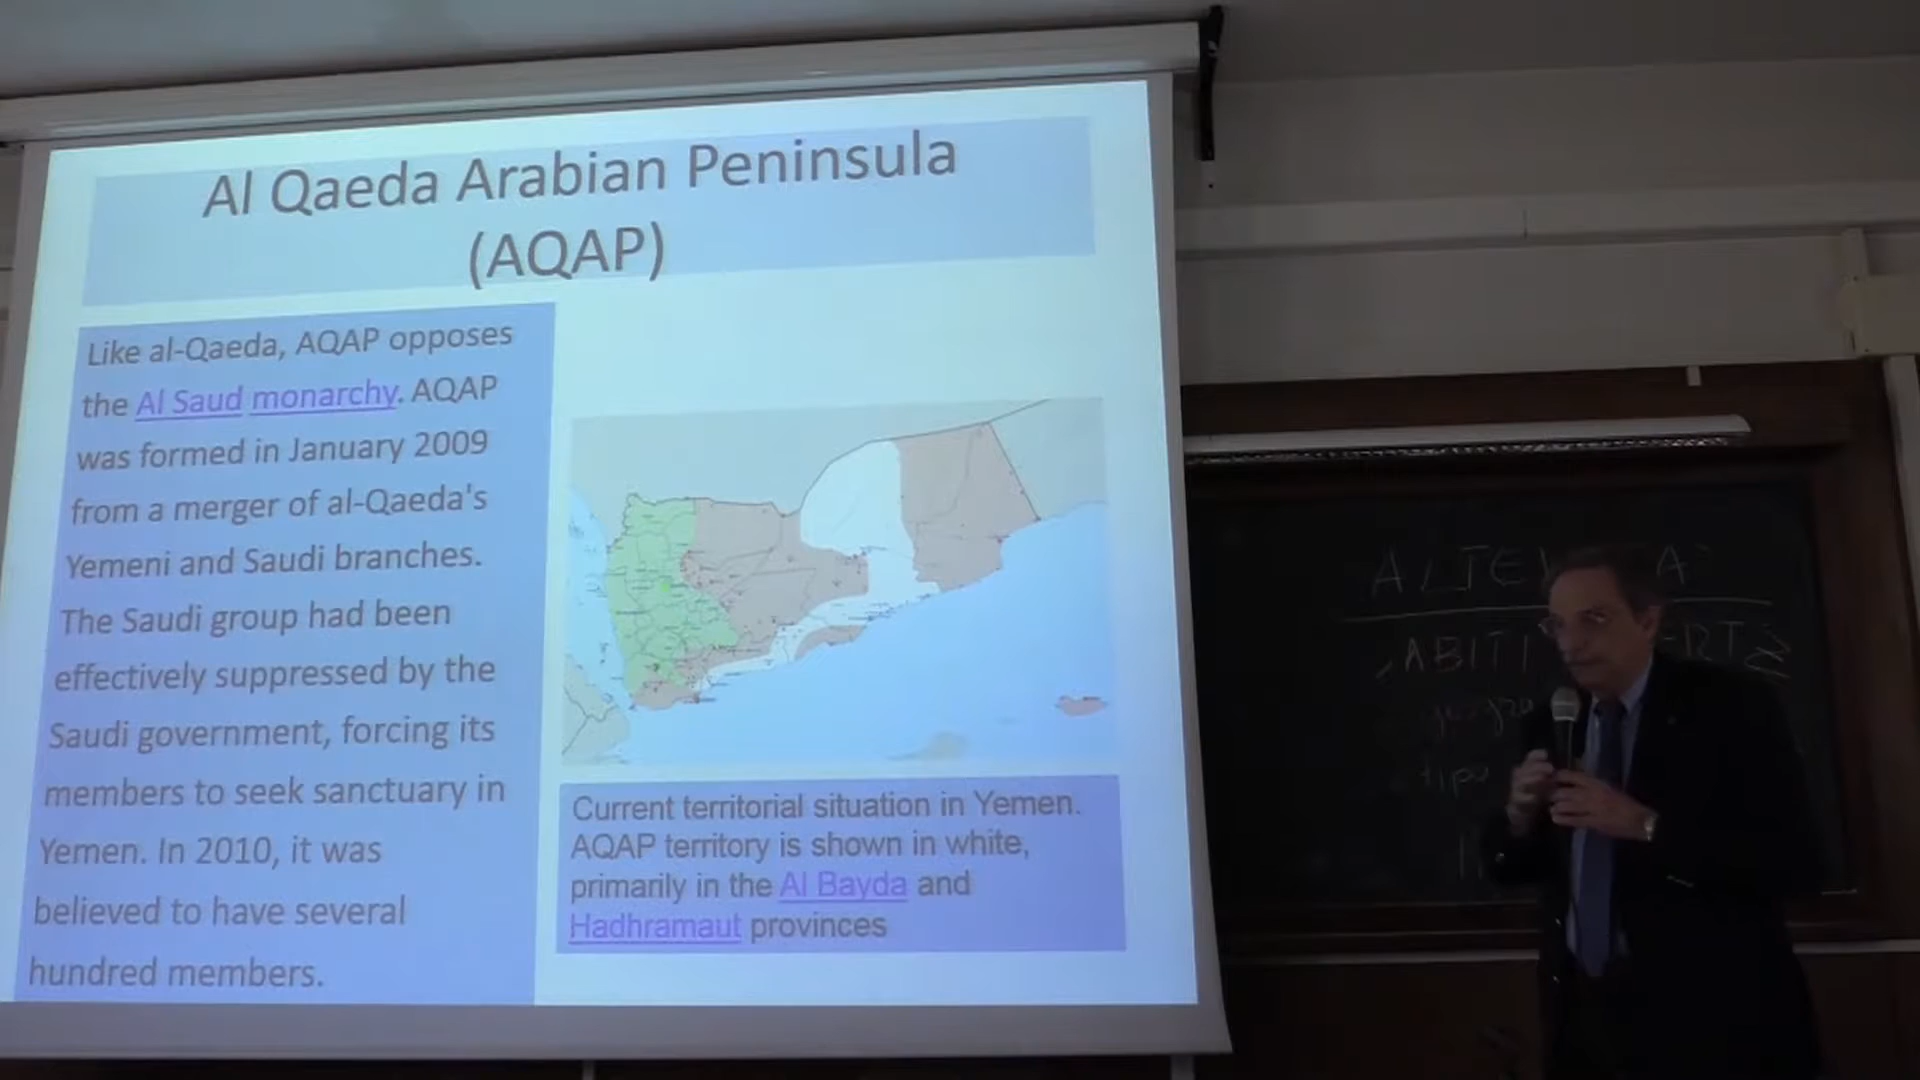 Al Qaeda Arabian Peninsula
(AQAP)
Like al-Qaeda, AQAP opposes
the Al Saud monarchy. AQAP
was formed in January 2009
from a merger of al-Qaeda's
Yemeni and Saudi branches.
The Saudi group had been
effectively suppressed by the
Saudi government, forcing its
members to seek sanctuary in
Yemen. In 2010, it was
believed to have several
hundred members.
Current territorial situation in Yemen.
AQAP territory is shown in white,
primarily in the Al Bayda and
Hadhramaut provinces
tipo